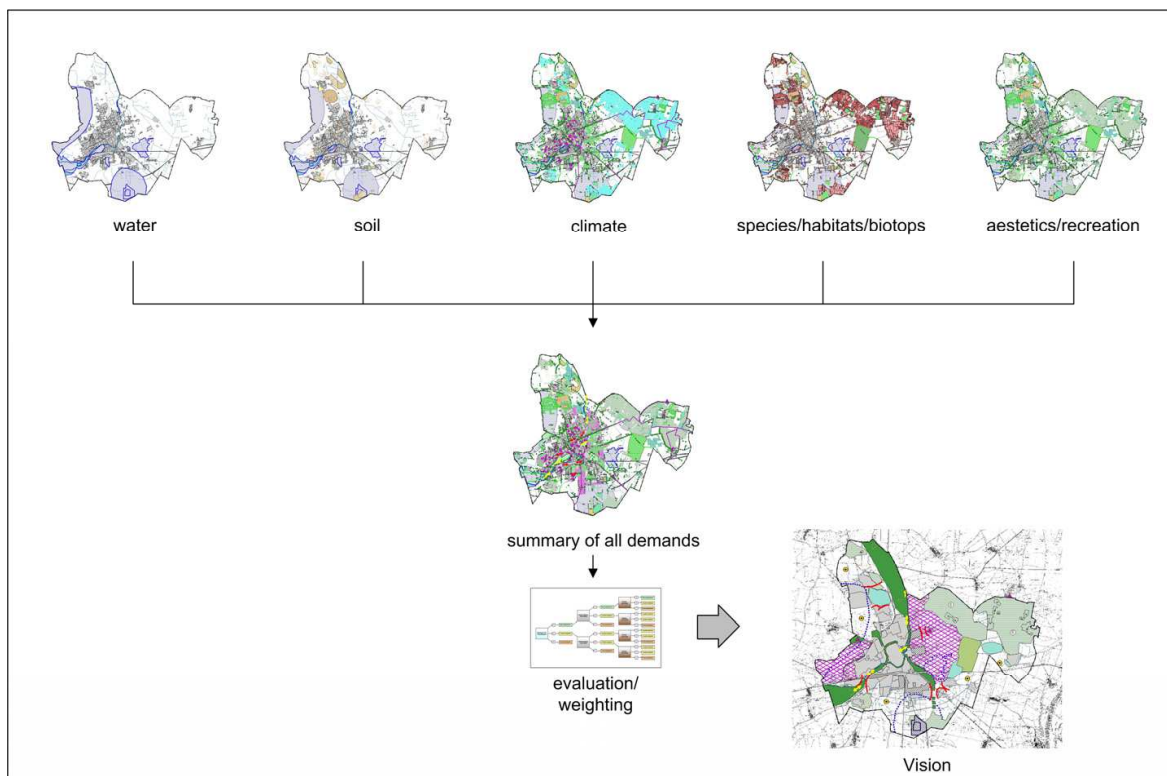 water
soil
climate
species/habitats/biotops
aestetics/recreation
summary of all demands
evaluation/
weighting
Vision